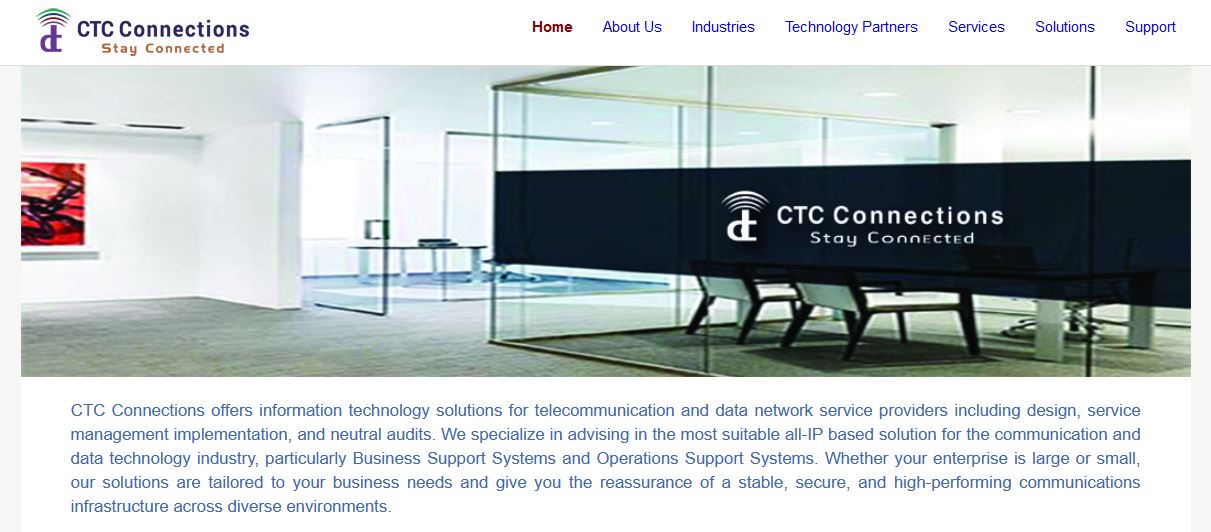 CTC Connections
Stay Connected
Home About Us Industries Technology Partners Services Solutions Support
CTC Connections
Stay Connected
CTC Connections offers information technology solutions for telecommunication and data network service providers including design, service
management implementation, and neutral audits. We specialize in advising in the most suitable all-IP based solution for the communication and
data technology industry, particularly Business Support Systems and Operations Support Systems. Whether your enterprise is large or small,
our solutions are tailored to your business needs and give you the reassurance of a stable, secure, and high-performing communications
infrastructure across diverse environments.